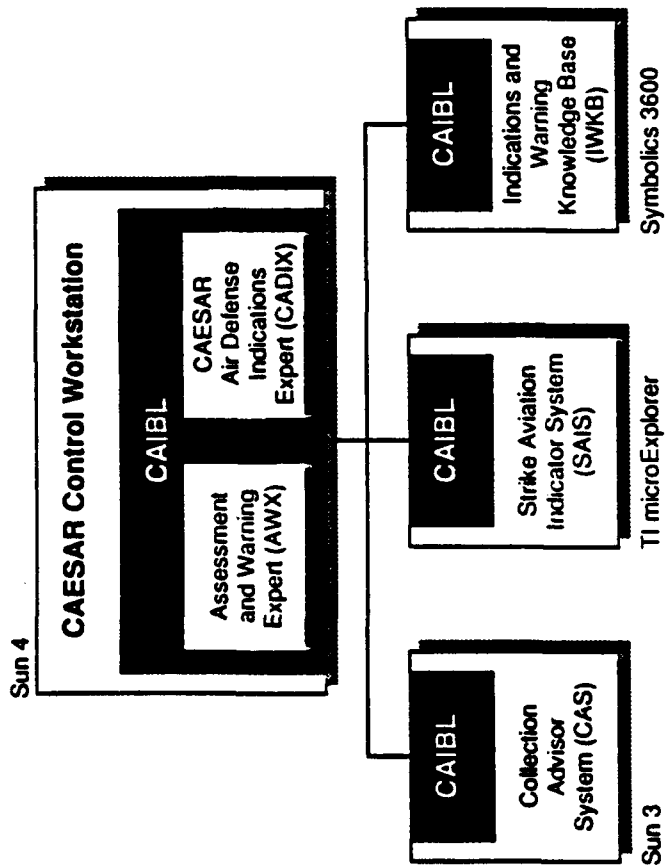 Sun 4
CAESAR Control Workstation
CAIBL
Assessment
and Warning
Expert (AWX)
CAESAR
Air Defense
Indications
Expert (CADIX)
CAIBL
Collection
Advisor
System (CAS)
Sun 3
CAIBL
Strike Aviation
Indicator System
(SAIS)
TI microExplorer
CAIBL
Indications and
Warning
Knowledge Base
(IWKB)
Symbolics 3600